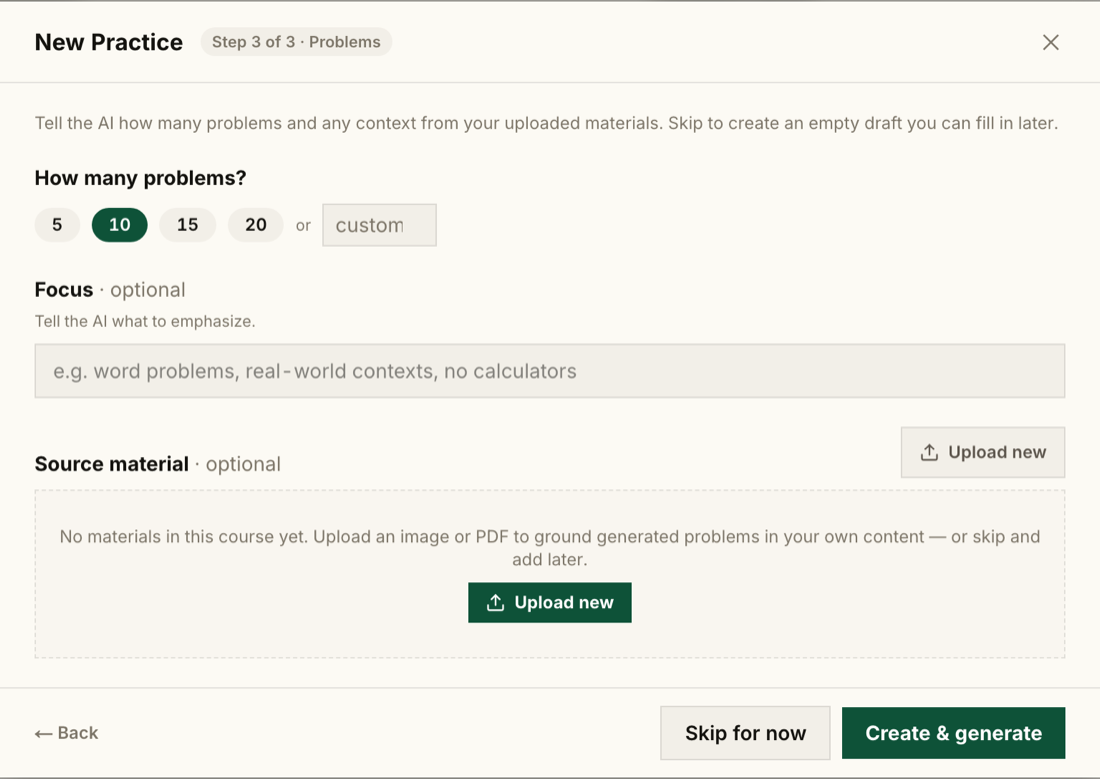 New Practice
Step 3 of 3 · Problems
Tell the AI how many problems and any context from your uploaded materials. Skip to create an empty draft you can fill in later.
How many problems?
5 10 15 20 or custom
Focus · optional
Tell the AI what to emphasize.
e.g. word problems, real-world contexts, no calculators
Upload new
Source material · optional
No materials in this course yet. Upload an image or PDF to ground generated problems in your own content — or skip and
add later.
Upload new
← Back
Skip for now
Create & generate